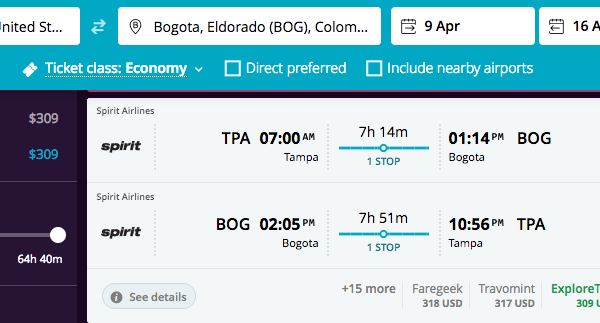 United St...
Bogota, Eldorado (BOG), Colom...
9 Apr
16 A
Ticket class: Economy
Direct preferred
Include nearby airports
$309
$309
64h 40m
Spirit Airlines
spirit
TPA 07:00 AM
Tampa
7h 14m
1 STOP
01:14 PM BOG
Bogota
Spirit Airlines
spirit
BOG 02:05 PM
Bogota
7h 51m
1 STOP
10:56 PM TPA
Tampa
i See details
+15 more
Faregeek
318 USD
Travomint
317 USD
ExploreT
309 U